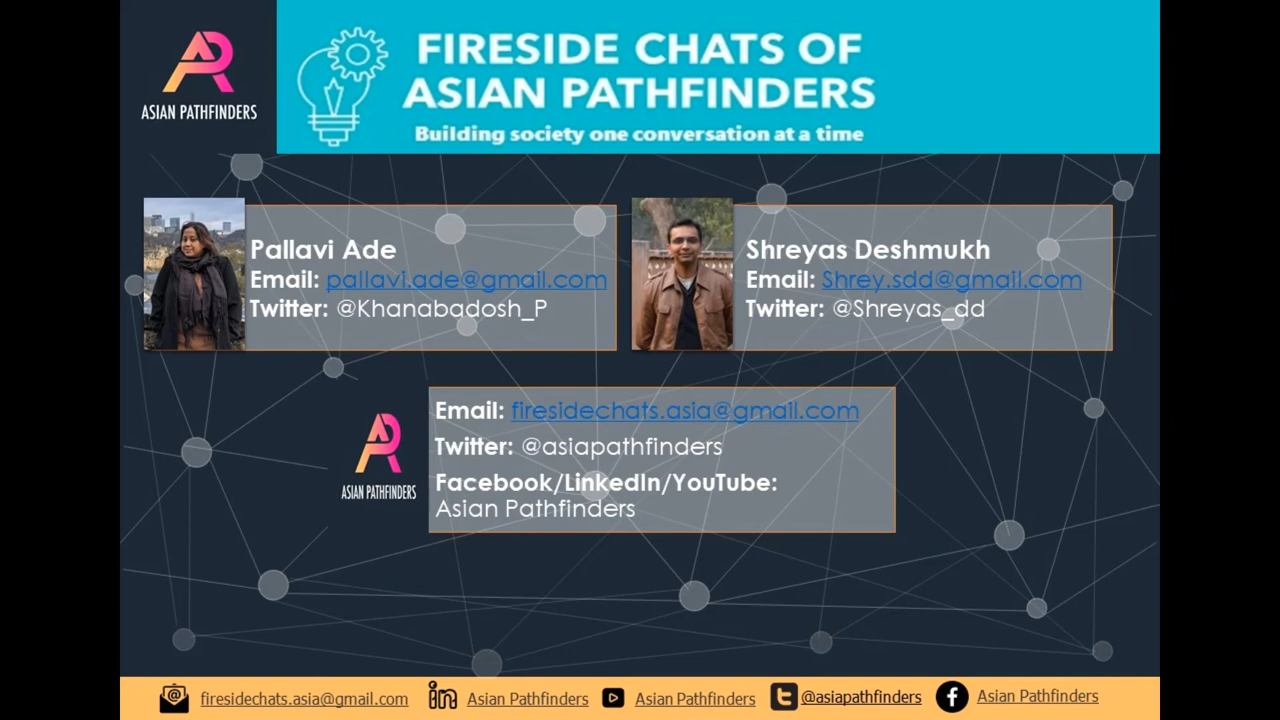 ASIAN PATHFINDERS
FIRESIDE CHATS OF
ASIAN PATHFINDERS
Building society one conversation at a time
Pallavi Ade
Email: pallavi.ade@gmail.com
Twitter: @Khanabadosh_P
Shreyas Deshmukh
Email: Shrey.sdd@gmail.com
Twitter: @Shreyas_dd
ASIAN PATHFINDERS
Email: firesidechats.asia@gmail.com
Twitter: @asiapathfinders
Facebook/LinkedIn/YouTube:
Asian Pathfinders
firesidechats.asia@gmail.com in Asian Pathfinders Asian Pathfinders @asiapathfinders Asian Pathfinders